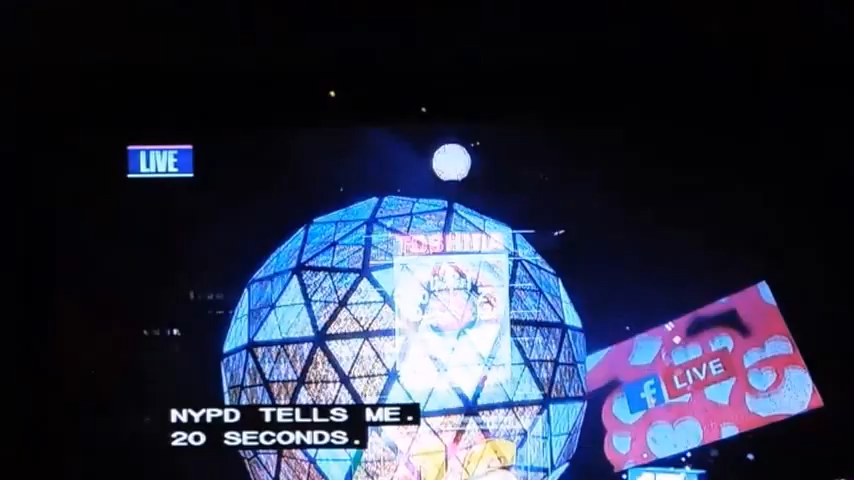 LIVE
TOSHIBA
f LIVE
NYPD TELLS ME.
20 SECONDS.